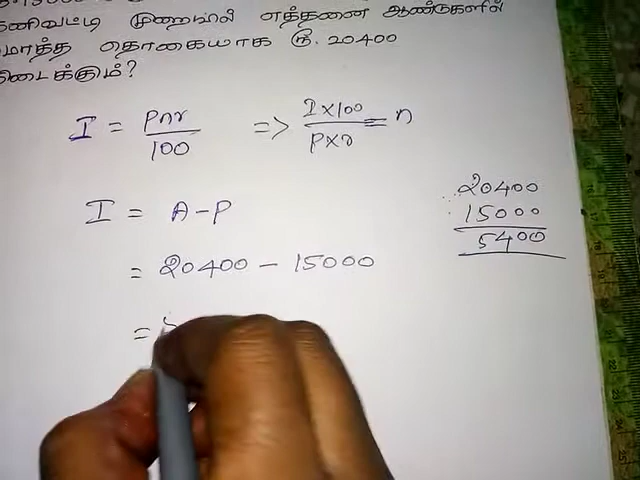 தனிவட்டி முறையில் எத்தனை ஆண்டுகளில்
மொத்த தொகையாக ரூ. 20400
கிடைக்கும்?
I = Pnr / 100 => I x 100 / P x r = n
I = A - P
20400
15000
5400
= 20400 - 15000
=